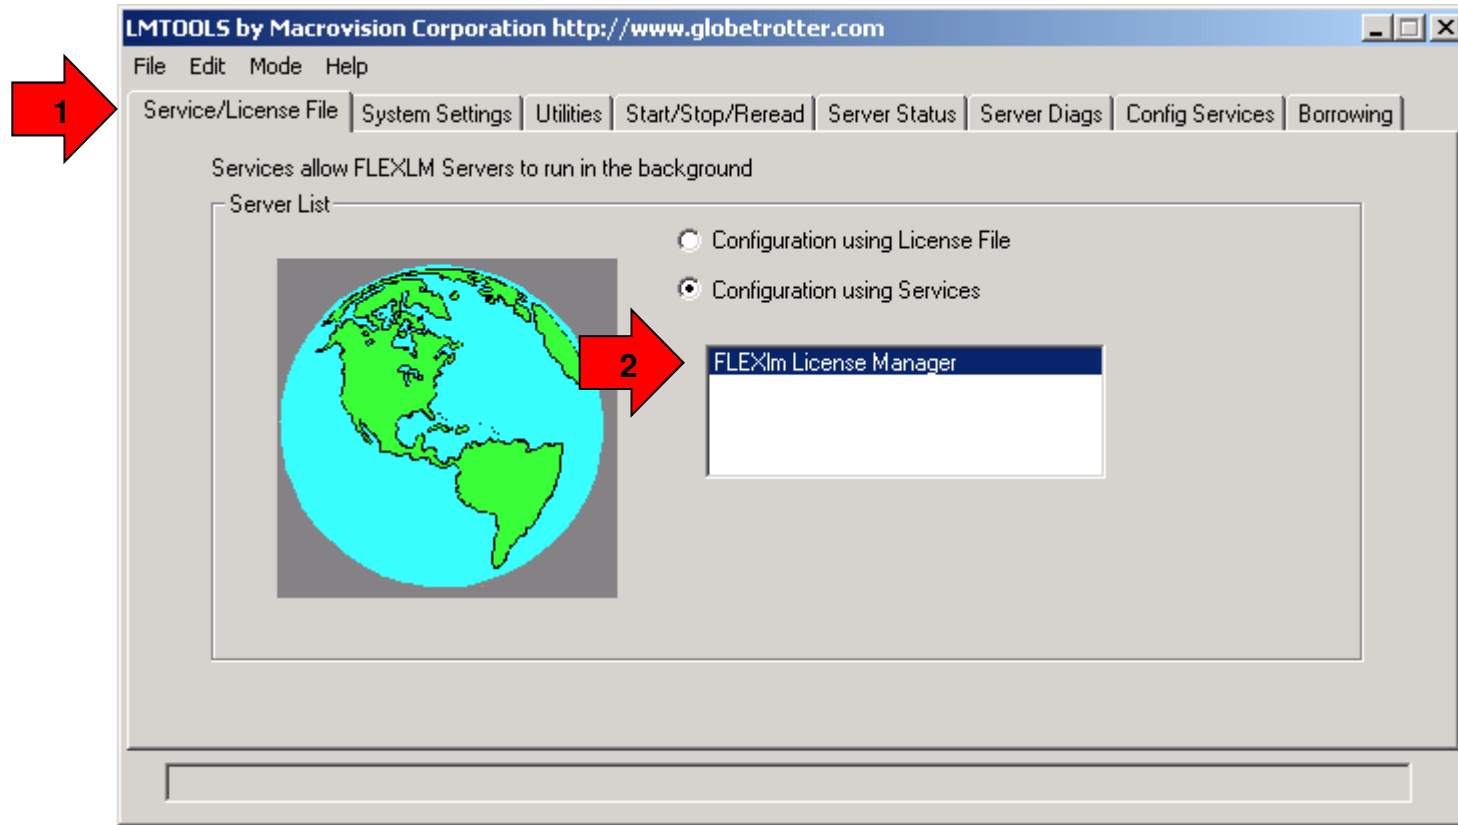 LMTOOLS by Macrovision Corporation http://www.globetrotter.com
File Edit Mode Help
1
Service/License File System Settings Utilities Start/Stop/Reread Server Status Server Diags Config Services Borrowing
Services allow FLEXLM Servers to run in the background
Server List
Configuration using License File
Configuration using Services
2
FLEXlm License Manager